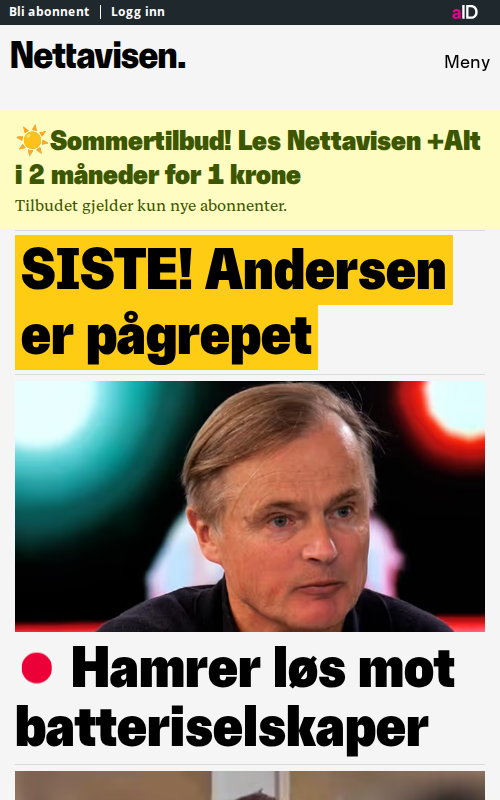 Bli abonnent | Logg inn
aID
Nettavisen.
Meny
☀️Sommertilbud! Les Nettavisen +Alt
i 2 måneder for 1 krone
Tilbudet gjelder kun nye abonnenter.
SISTE! Andersen
er pågrepet
Hamrer løs mot
batteriselskaper